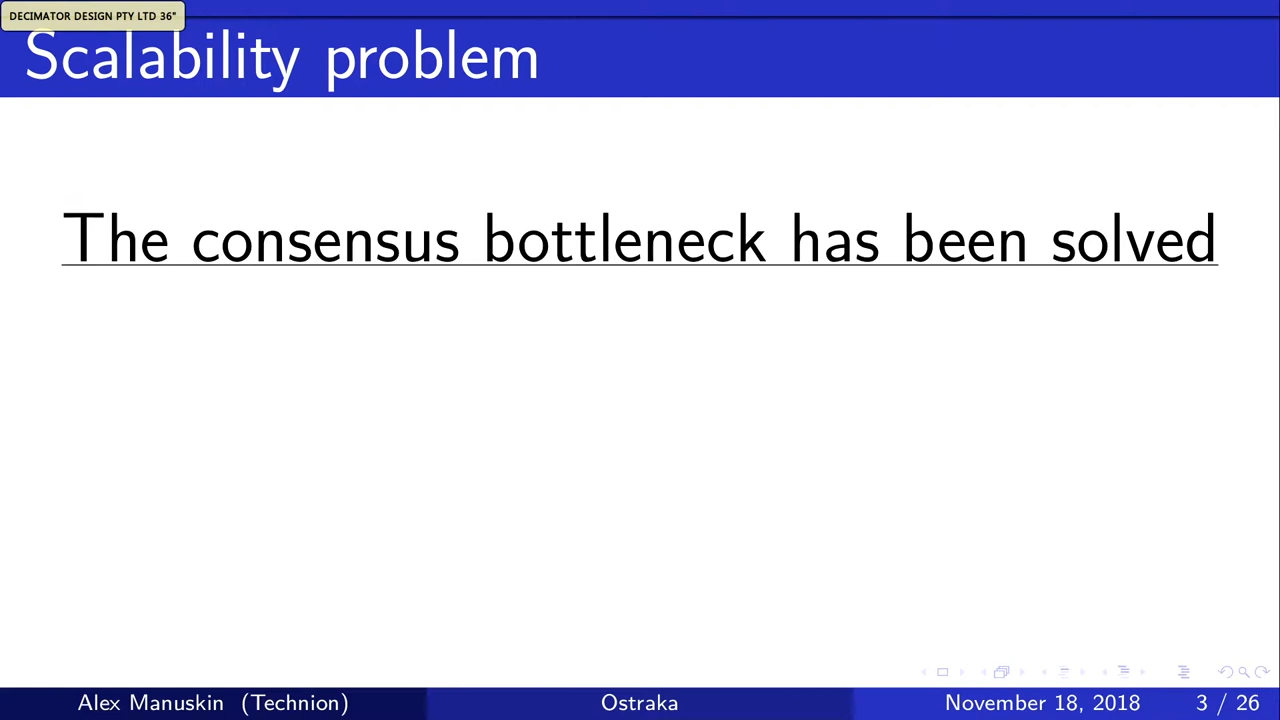 DECIMATOR DESIGN PTY LTD 36"
Scalability problem
The consensus bottleneck has been solved
Alex Manuskin (Technion)
Ostraka
November 18, 2018
3 / 26